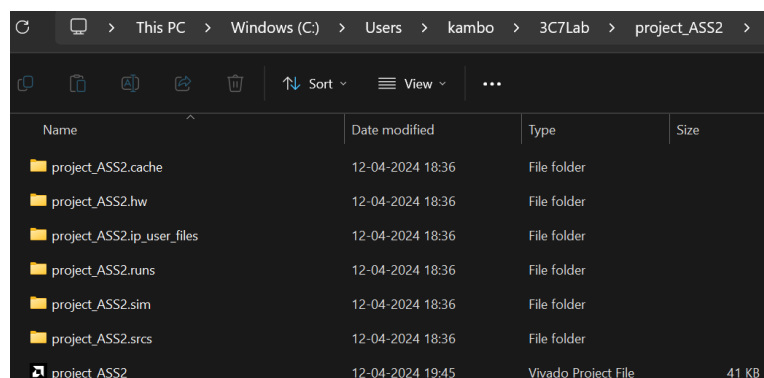 This PC > Windows (C:) > Users > kambo > 3C7Lab > project_ASS2 >
Sort View
Name Date modified Type Size
project_ASS2.cache 12-04-2024 18:36 File folder
project_ASS2.hw 12-04-2024 18:36 File folder
project_ASS2.ip_user_files 12-04-2024 18:36 File folder
project_ASS2.runs 12-04-2024 18:36 File folder
project_ASS2.sim 12-04-2024 18:36 File folder
project_ASS2.srcs 12-04-2024 18:36 File folder
project_ASS2 12-04-2024 19:45 Vivado Project File 41 KB